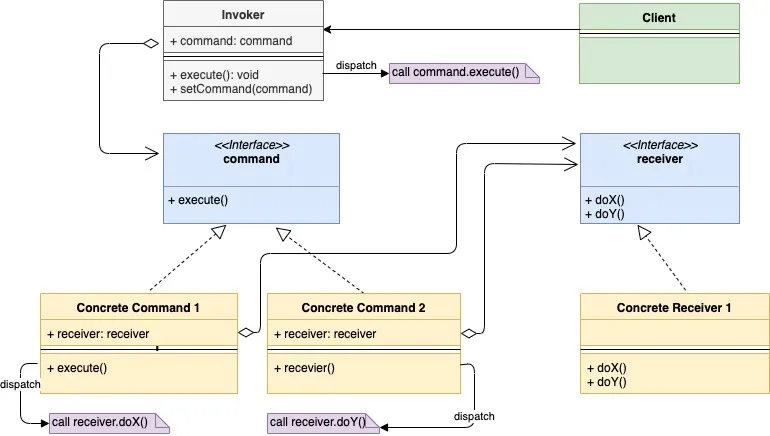 Invoker
+ command: command
+ execute(): void
+ setCommand(command)
dispatch
call command.execute()
Client
<<Interface>>
command
+ execute()
<<Interface>>
receiver
+ doX()
+ doY()
Concrete Command 1
+ receiver: receiver
+ execute()
dispatch
call receiver.doX()
Concrete Command 2
+ receiver: receiver
+ recevier()
dispatch
call receiver.doY()
Concrete Receiver 1
+ doX()
+ doY()